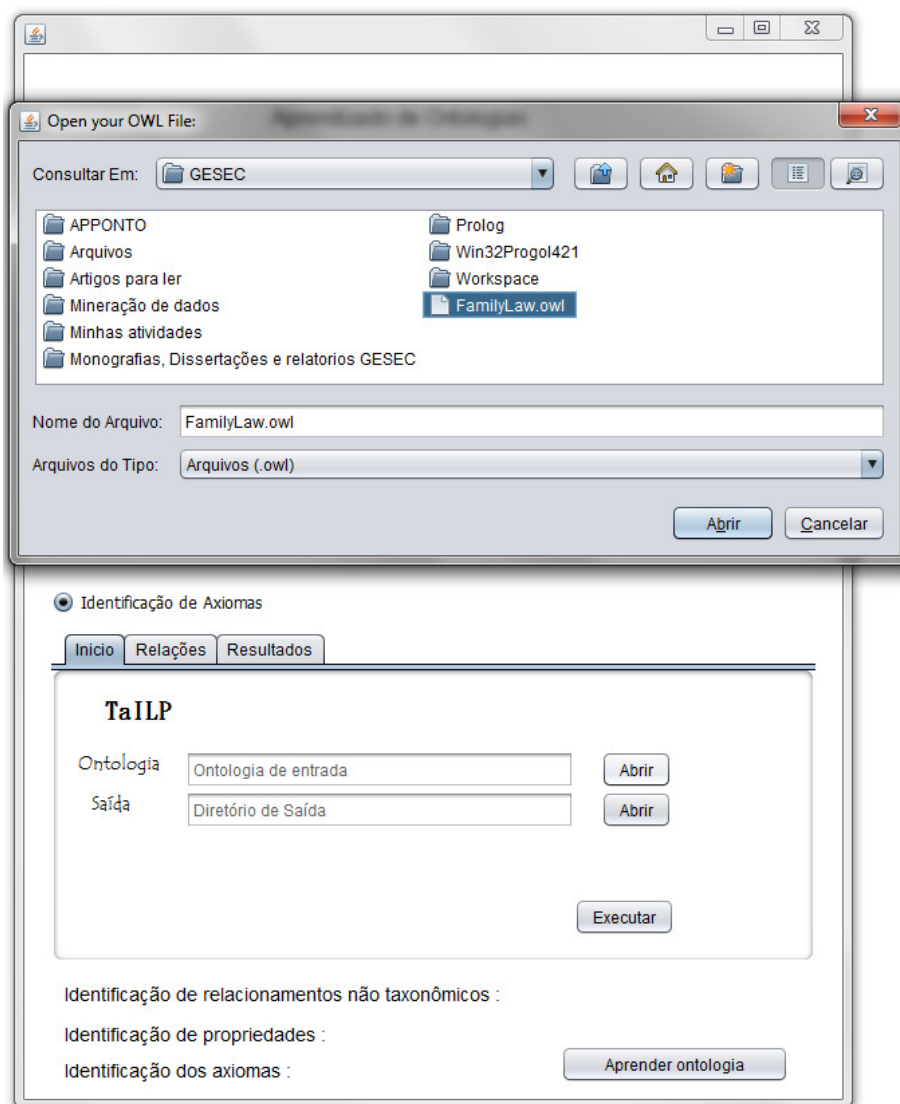 Aprendizado de Ontologias
Open your OWL File:
Consultar Em: GESEC
APPONTO
Arquivos
Artigos para ler
Mineração de dados
Minhas atividades
Monografias, Dissertações e relatorios GESEC
Prolog
Win32Progol421
Workspace
FamilyLaw.owl
Nome do Arquivo: FamilyLaw.owl
Arquivos do Tipo: Arquivos (.owl)
Abrir Cancelar
Identificação de Axiomas
Inicio Relações Resultados
TaILP
Ontologia Ontologia de entrada Abrir
Saída Diretório de Saída Abrir
Executar
Identificação de relacionamentos não taxonômicos :
Identificação de propriedades :
Identificação dos axiomas : Aprender ontologia